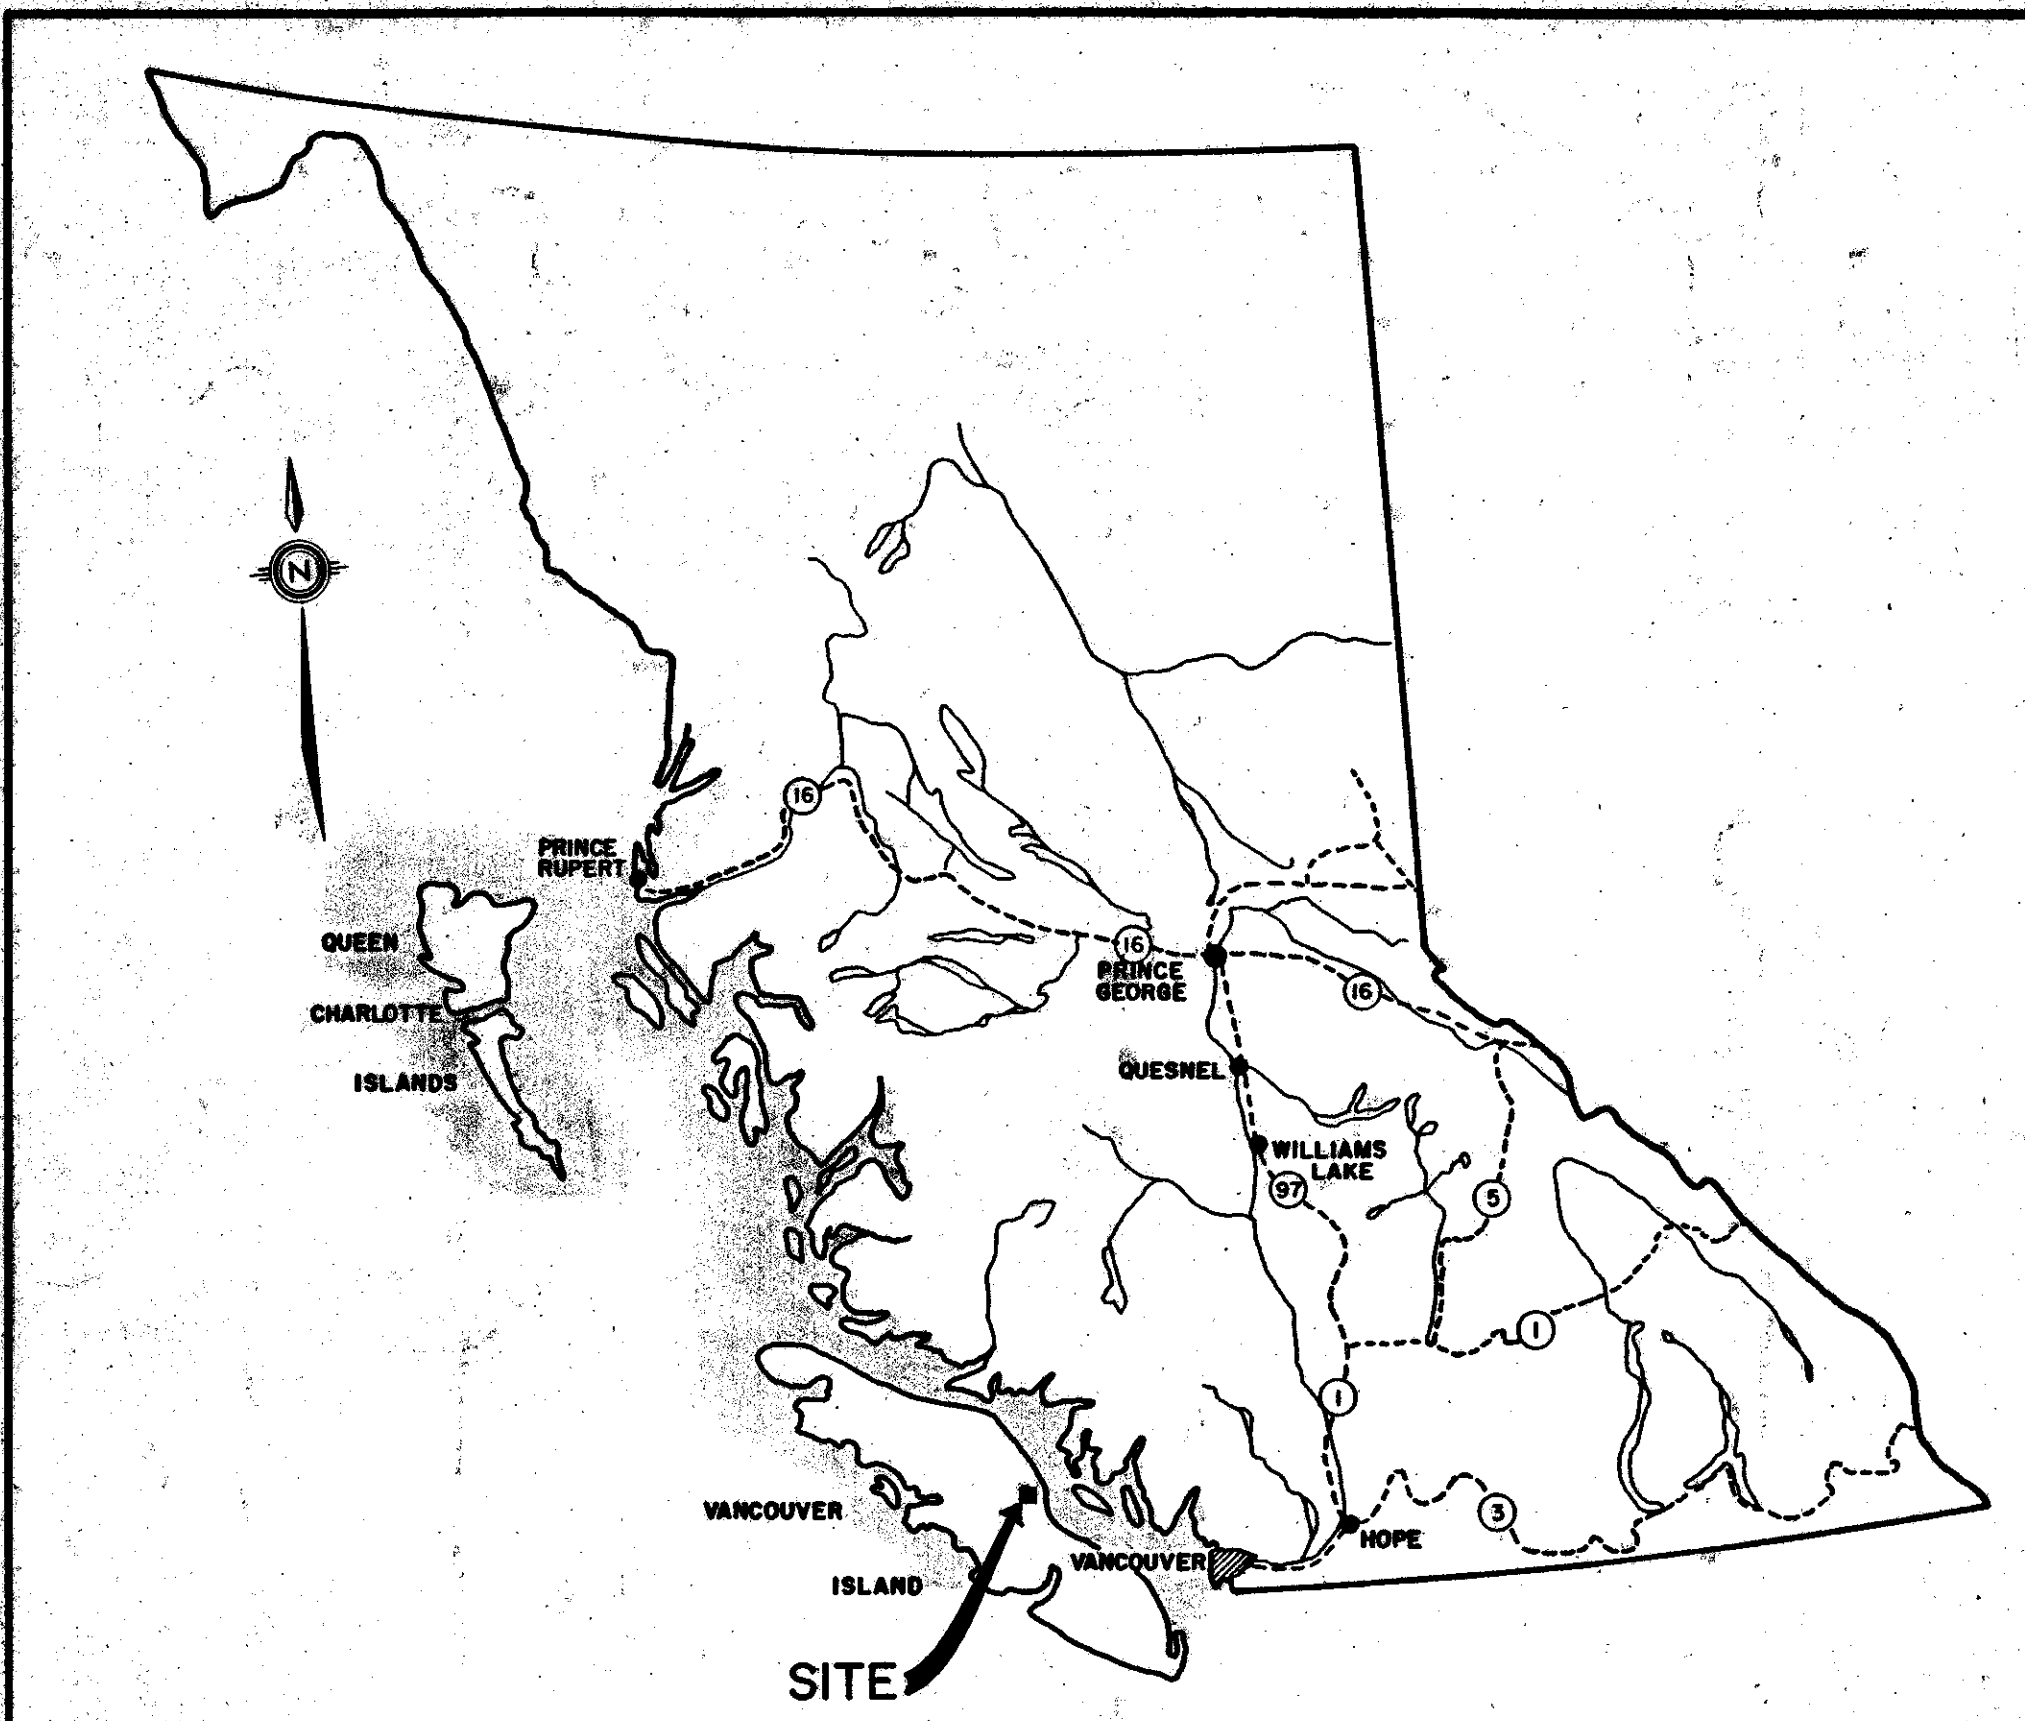 N
16
PRINCE
RUPERT
QUEEN
CHARLOTTE
ISLANDS
16
PRINCE
GEORGE
16
QUESNEL
WILLIAMS
LAKE
97
5
1
1
VANCOUVER
ISLAND
3
HOPE
VANCOUVER
SITE